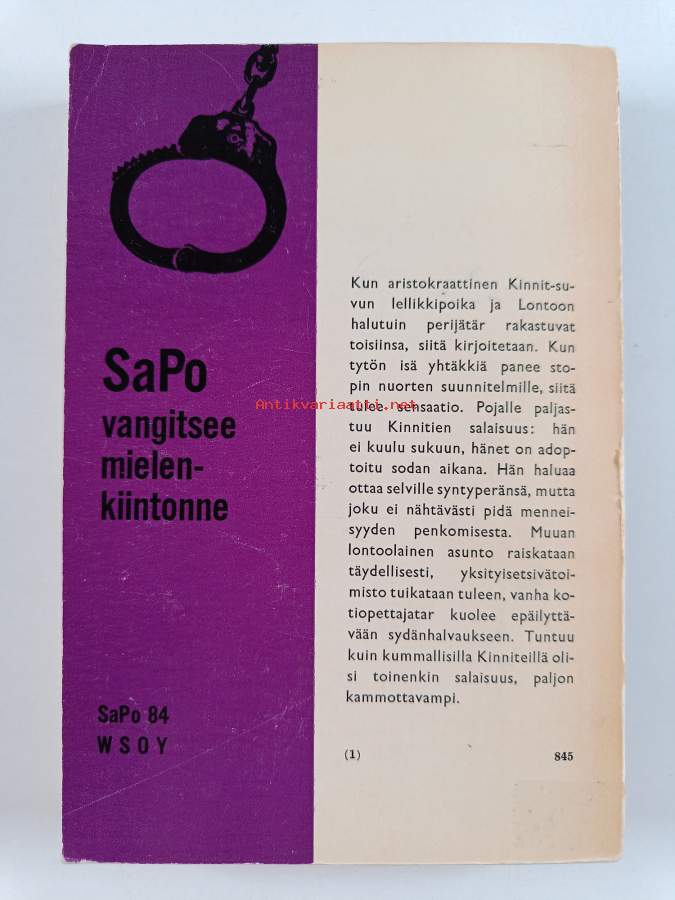 SaPo
vangitsee
mielen-
kiintonne
SaPo 84
WSOY
Kun aristokraattinen Kinnit-su-
vun lellikkipoika ja Lontoon
halutuin perijätär rakastuvat
toisiinsa, siitä kirjoitetaan. Kun
tytön isä yhtäkkiä panee sto-
pin nuorten suunnitelmille, siitä
tulee sensaatio. Pojalle paljas-
tuu Kinnitien salaisuus: hän
ei kuulu sukuun, hänet on adop-
toitu sodan aikana. Hän haluaa
ottaa selville syntyperänsä, mutta
joku ei nähtävästi pidä mennei-
syyden penkomisesta. Muuan
lontoolainen asunto raiskataan
täydellisesti, yksityisetsivätoi-
misto tuikataan tuleen, vanha ko-
tiopettajatar kuolee epäilyttä-
vään sydänhalvaukseen. Tuntuu
kuin kummallisilla Kinniteillä oli-
si toinenkin salaisuus, paljon
kammottavampi.
(1) 845
Antikvariaatti.net